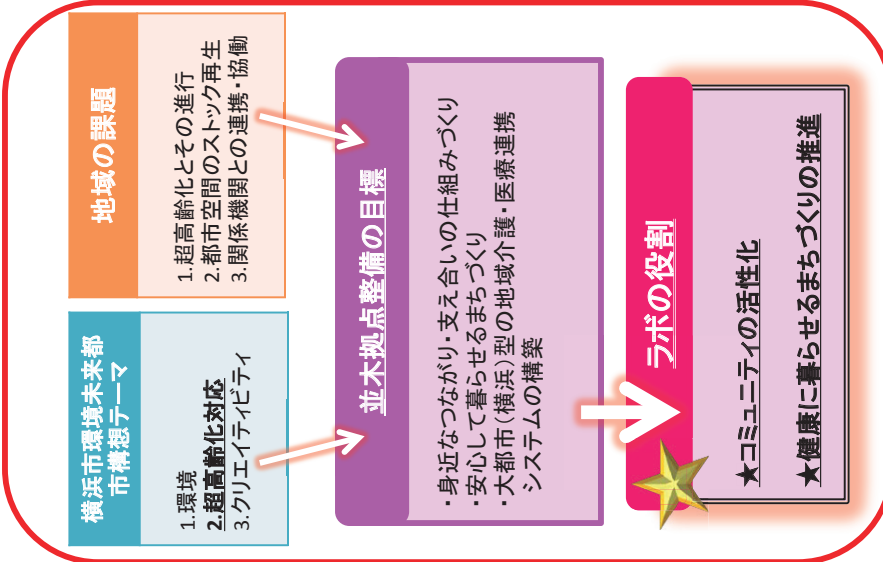 横浜市環境未来都
市構想テーマ
1.環境
2.超高齢化対応
3.クリエイティビティ
地域の課題
1.超高齢化とその進行
2.都市空間のストック再生
3.関係機関との連携・協働
並木拠点整備の目標
・身近なつながり・支え合いの仕組みづくり
・安心して暮らせるまちづくり
・大都市(横浜)型の地域介護・医療連携
システムの構築
ラボの役割
★コミュニティの活性化
★健康に暮らせるまちづくりの推進